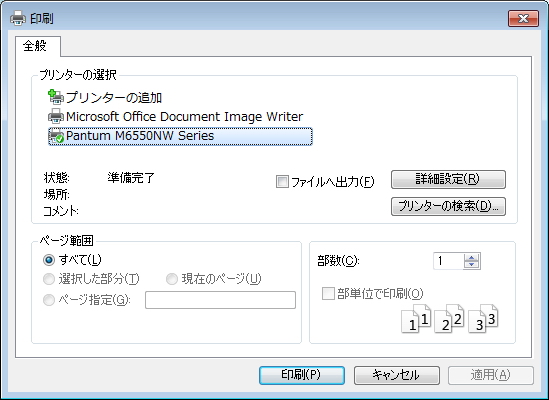 印刷
全般
プリンターの選択
プリンターの追加
Microsoft Office Document Image Writer
Pantum M6550NW Series
状態: 準備完了
場所:
コメント:
ファイルへ出力(F)
詳細設定(R)
プリンターの検索(D)...
ページ範囲
すべて(L)
選択した部分(T) 現在のページ(U)
ページ指定(G):
部数(C): 1
部単位で印刷(O)
1 1 2 2 3 3
印刷(P) キャンセル 適用(A)